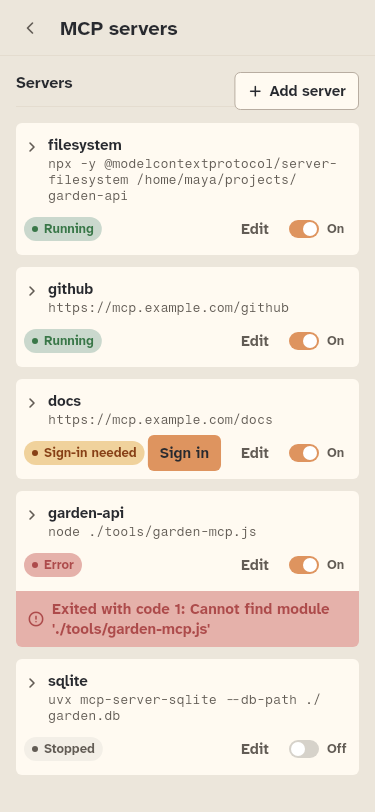 MCP servers
Servers
Add server
filesystem
npx -y @modelcontextprotocol/server-
filesystem /home/maya/projects/
garden-api
Running
Edit
On
github
https://mcp.example.com/github
Running
Edit
On
docs
https://mcp.example.com/docs
Sign-in needed
Sign in
Edit
On
garden-api
node ./tools/garden-mcp.js
Error
Edit
On
Exited with code 1: Cannot find module
'./tools/garden-mcp.js'
sqlite
uvx mcp-server-sqlite --db-path ./
garden.db
Stopped
Edit
Off